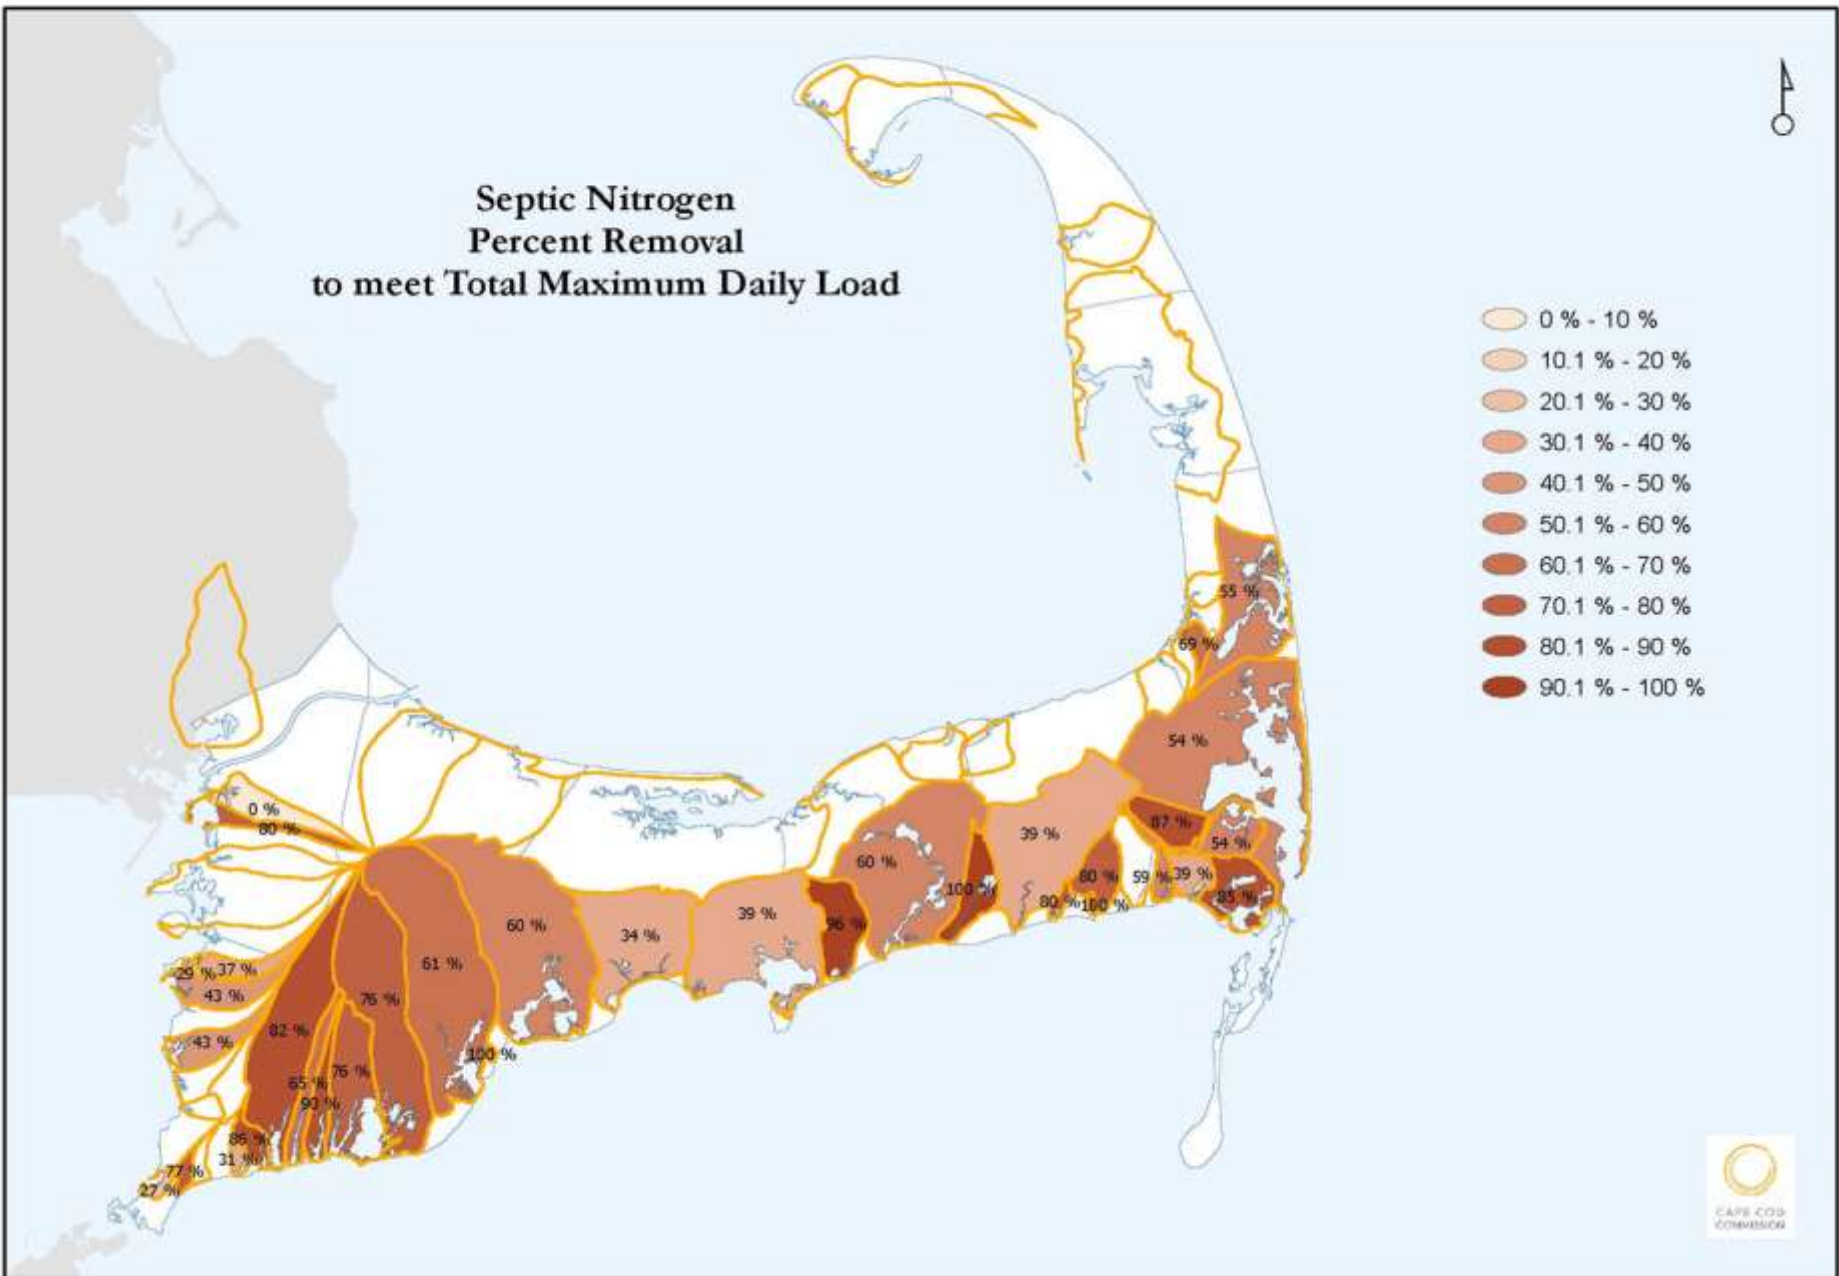 Septic Nitrogen
Percent Removal
to meet Total Maximum Daily Load
0 % - 10 %
10.1 % - 20 %
20.1 % - 30 %
30.1 % - 40 %
40.1 % - 50 %
50.1 % - 60 %
60.1 % - 70 %
70.1 % - 80 %
80.1 % - 90 %
90.1 % - 100 %
55 %
69 %
54 %
0 %
80 %
87 %
39 %
54 %
60 %
80 %
59 %
39 %
100 %
85 %
80 %
100 %
39 %
96 %
60 %
34 %
61 %
29 %
37 %
43 %
76 %
82 %
43 %
100 %
76 %
65 %
90 %
86 %
31 %
77 %
27 %
CAPE COD
COMMISSION